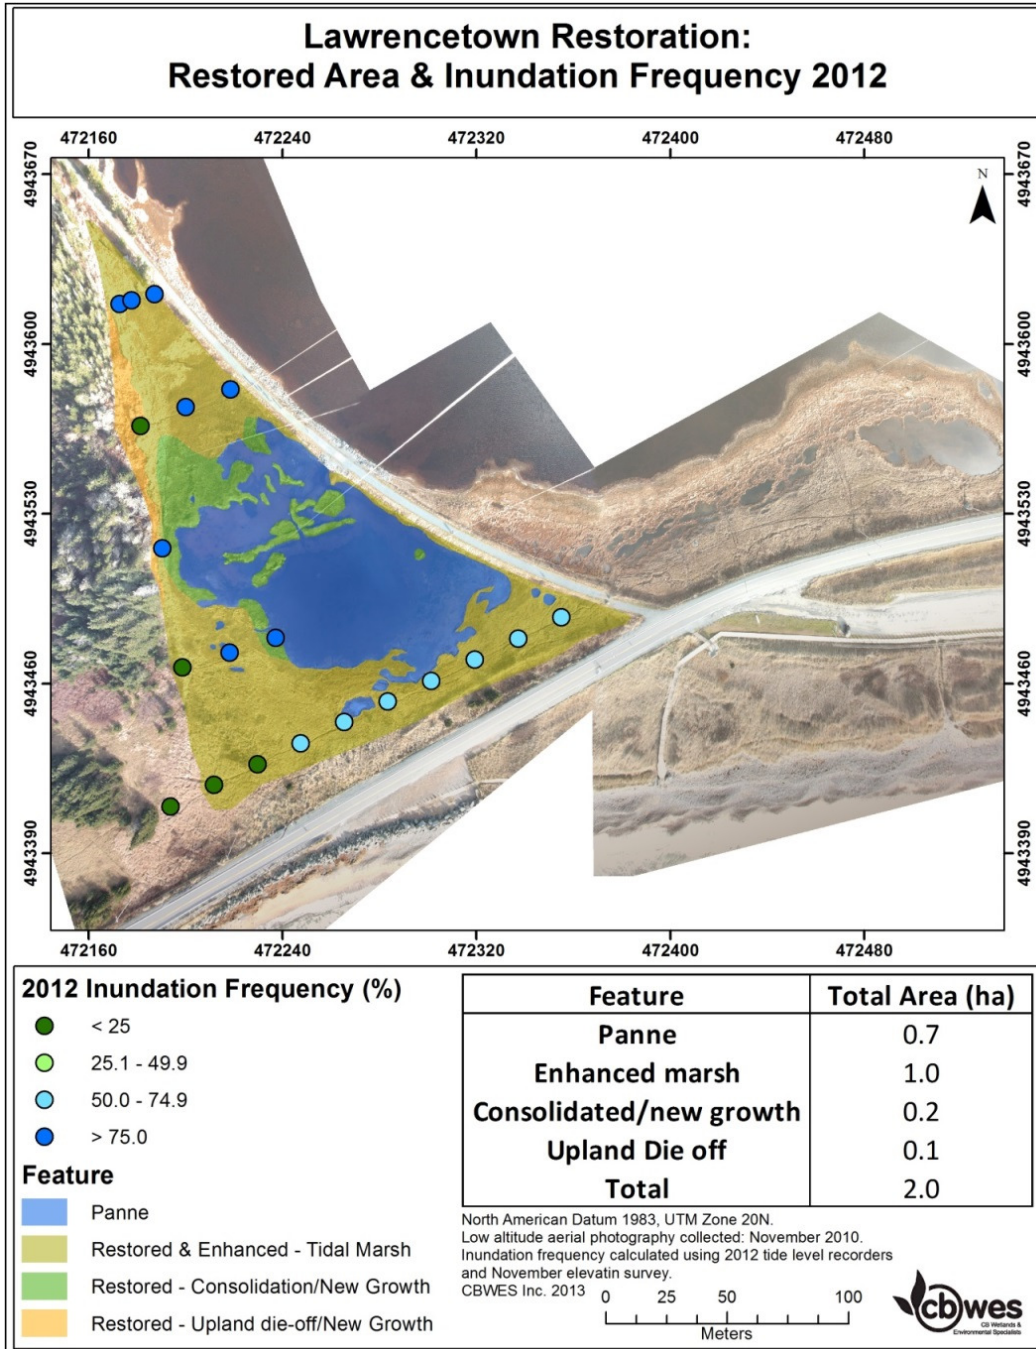 Lawrencetown Restoration:
Restored Area & Inundation Frequency 2012
472160 472240 472320 472400 472480
4943670 4943670
N
4943600 4943600
4943530 4943530
4943460 4943460
4943390 4943390
472160 472240 472320 472400 472480
2012 Inundation Frequency (%)
< 25
25.1 - 49.9
50.0 - 74.9
> 75.0
Feature
Panne
Restored & Enhanced - Tidal Marsh
Restored - Consolidation/New Growth
Restored - Upland die-off/New Growth
Feature Total Area (ha)
Panne 0.7
Enhanced marsh 1.0
Consolidated/new growth 0.2
Upland Die off 0.1
Total 2.0
North American Datum 1983, UTM Zone 20N.
Low altitude aerial photography collected: November 2010.
Inundation frequency calculated using 2012 tide level recorders
and November elevatin survey.
CBWES Inc. 2013
0 25 50 100
Meters
cbwes
CB Wetlands &
Environmental Specialists